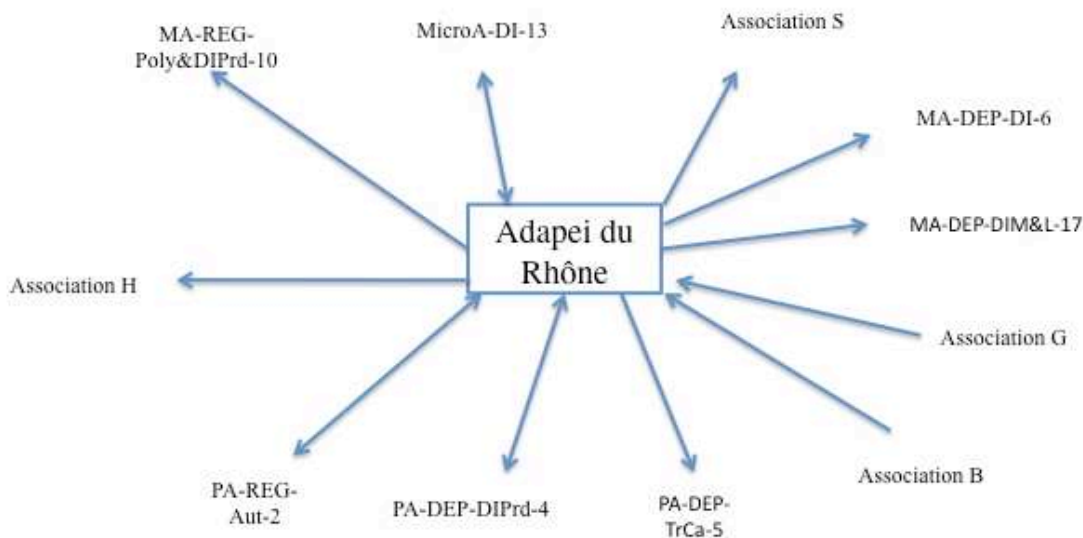 MA-REG-
Poly&DIPrd-10
MicroA-DI-13
Association S
MA-DEP-DI-6
MA-DEP-DIM&L-17
Adapei du
Rhône
Association H
Association G
Association B
PA-REG-
Aut-2
PA-DEP-DIPrd-4
PA-DEP-
TrCa-5